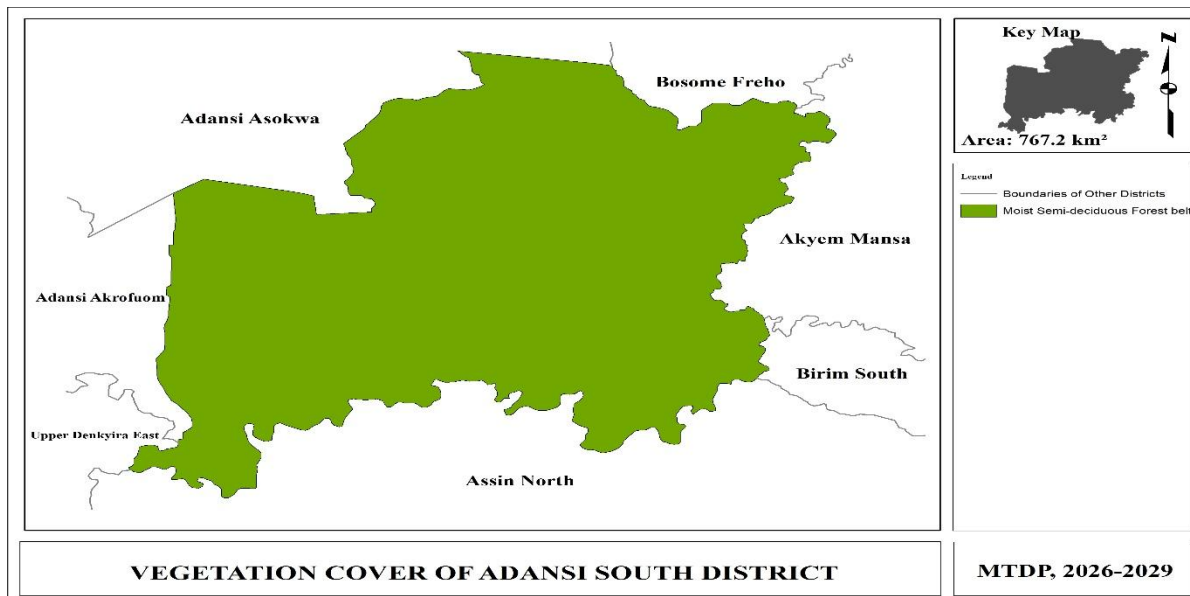 Adansi Asokwa
Bosome Freho
Akyem Mansa
Adansi Akrofuom
Birim South
Upper Denkyira East
Assin North
Key Map
N
Area: 767.2 km²
Legend
Boundaries of Other Districts
Moist Semi-deciduous Forest belt
VEGETATION COVER OF ADANSI SOUTH DISTRICT
MTDP, 2026-2029